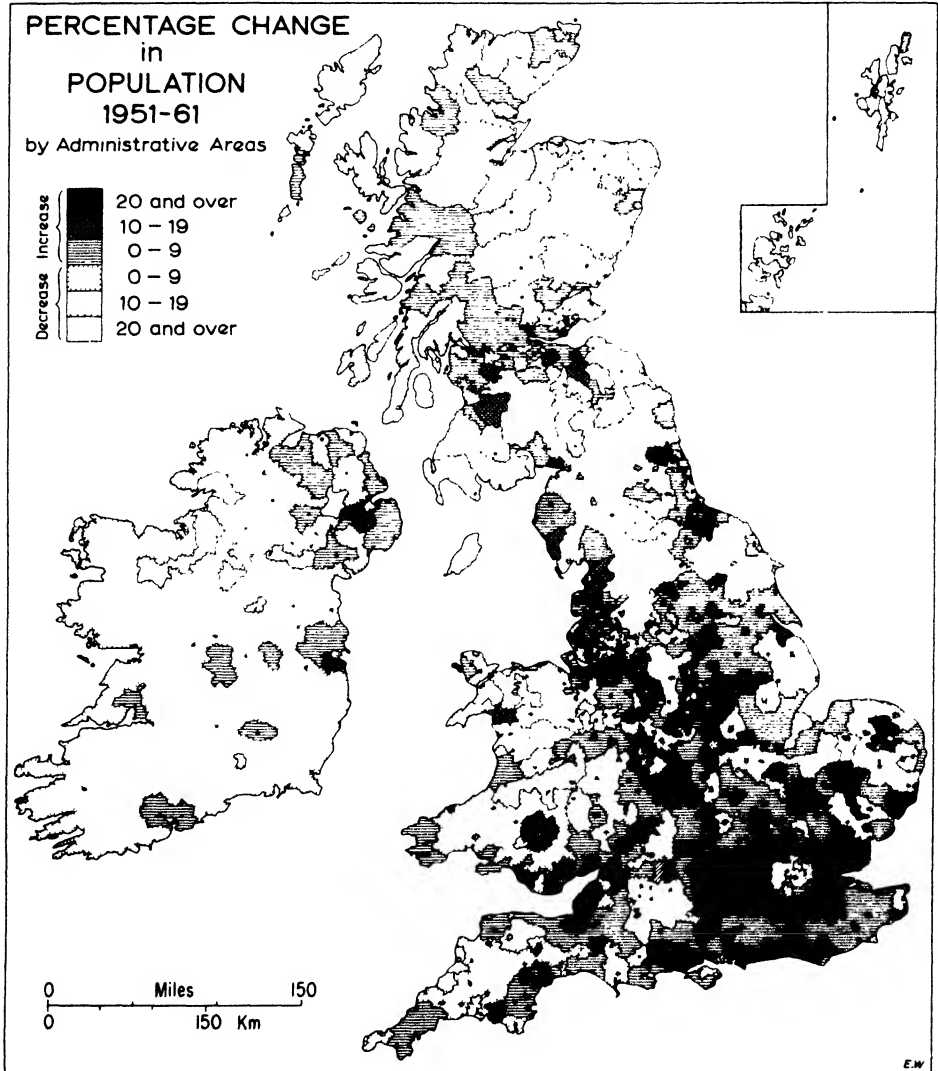 PERCENTAGE CHANGE
in
POPULATION
1951-61
by Administrative Areas
Increase
20 and over
10 - 19
0 - 9
Decrease
0 - 9
10 - 19
20 and over
0 Miles 150
0 150 Km
E.W